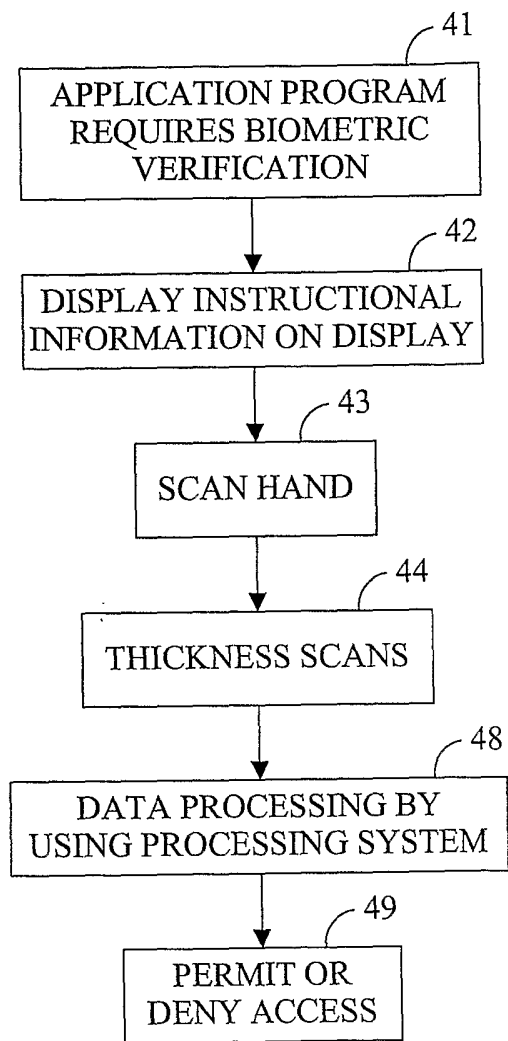 41
APPLICATION PROGRAM
REQUIRES BIOMETRIC
VERIFICATION
42
DISPLAY INSTRUCTIONAL
INFORMATION ON DISPLAY
43
SCAN HAND
44
THICKNESS SCANS
48
DATA PROCESSING BY
USING PROCESSING SYSTEM
49
PERMIT OR
DENY ACCESS